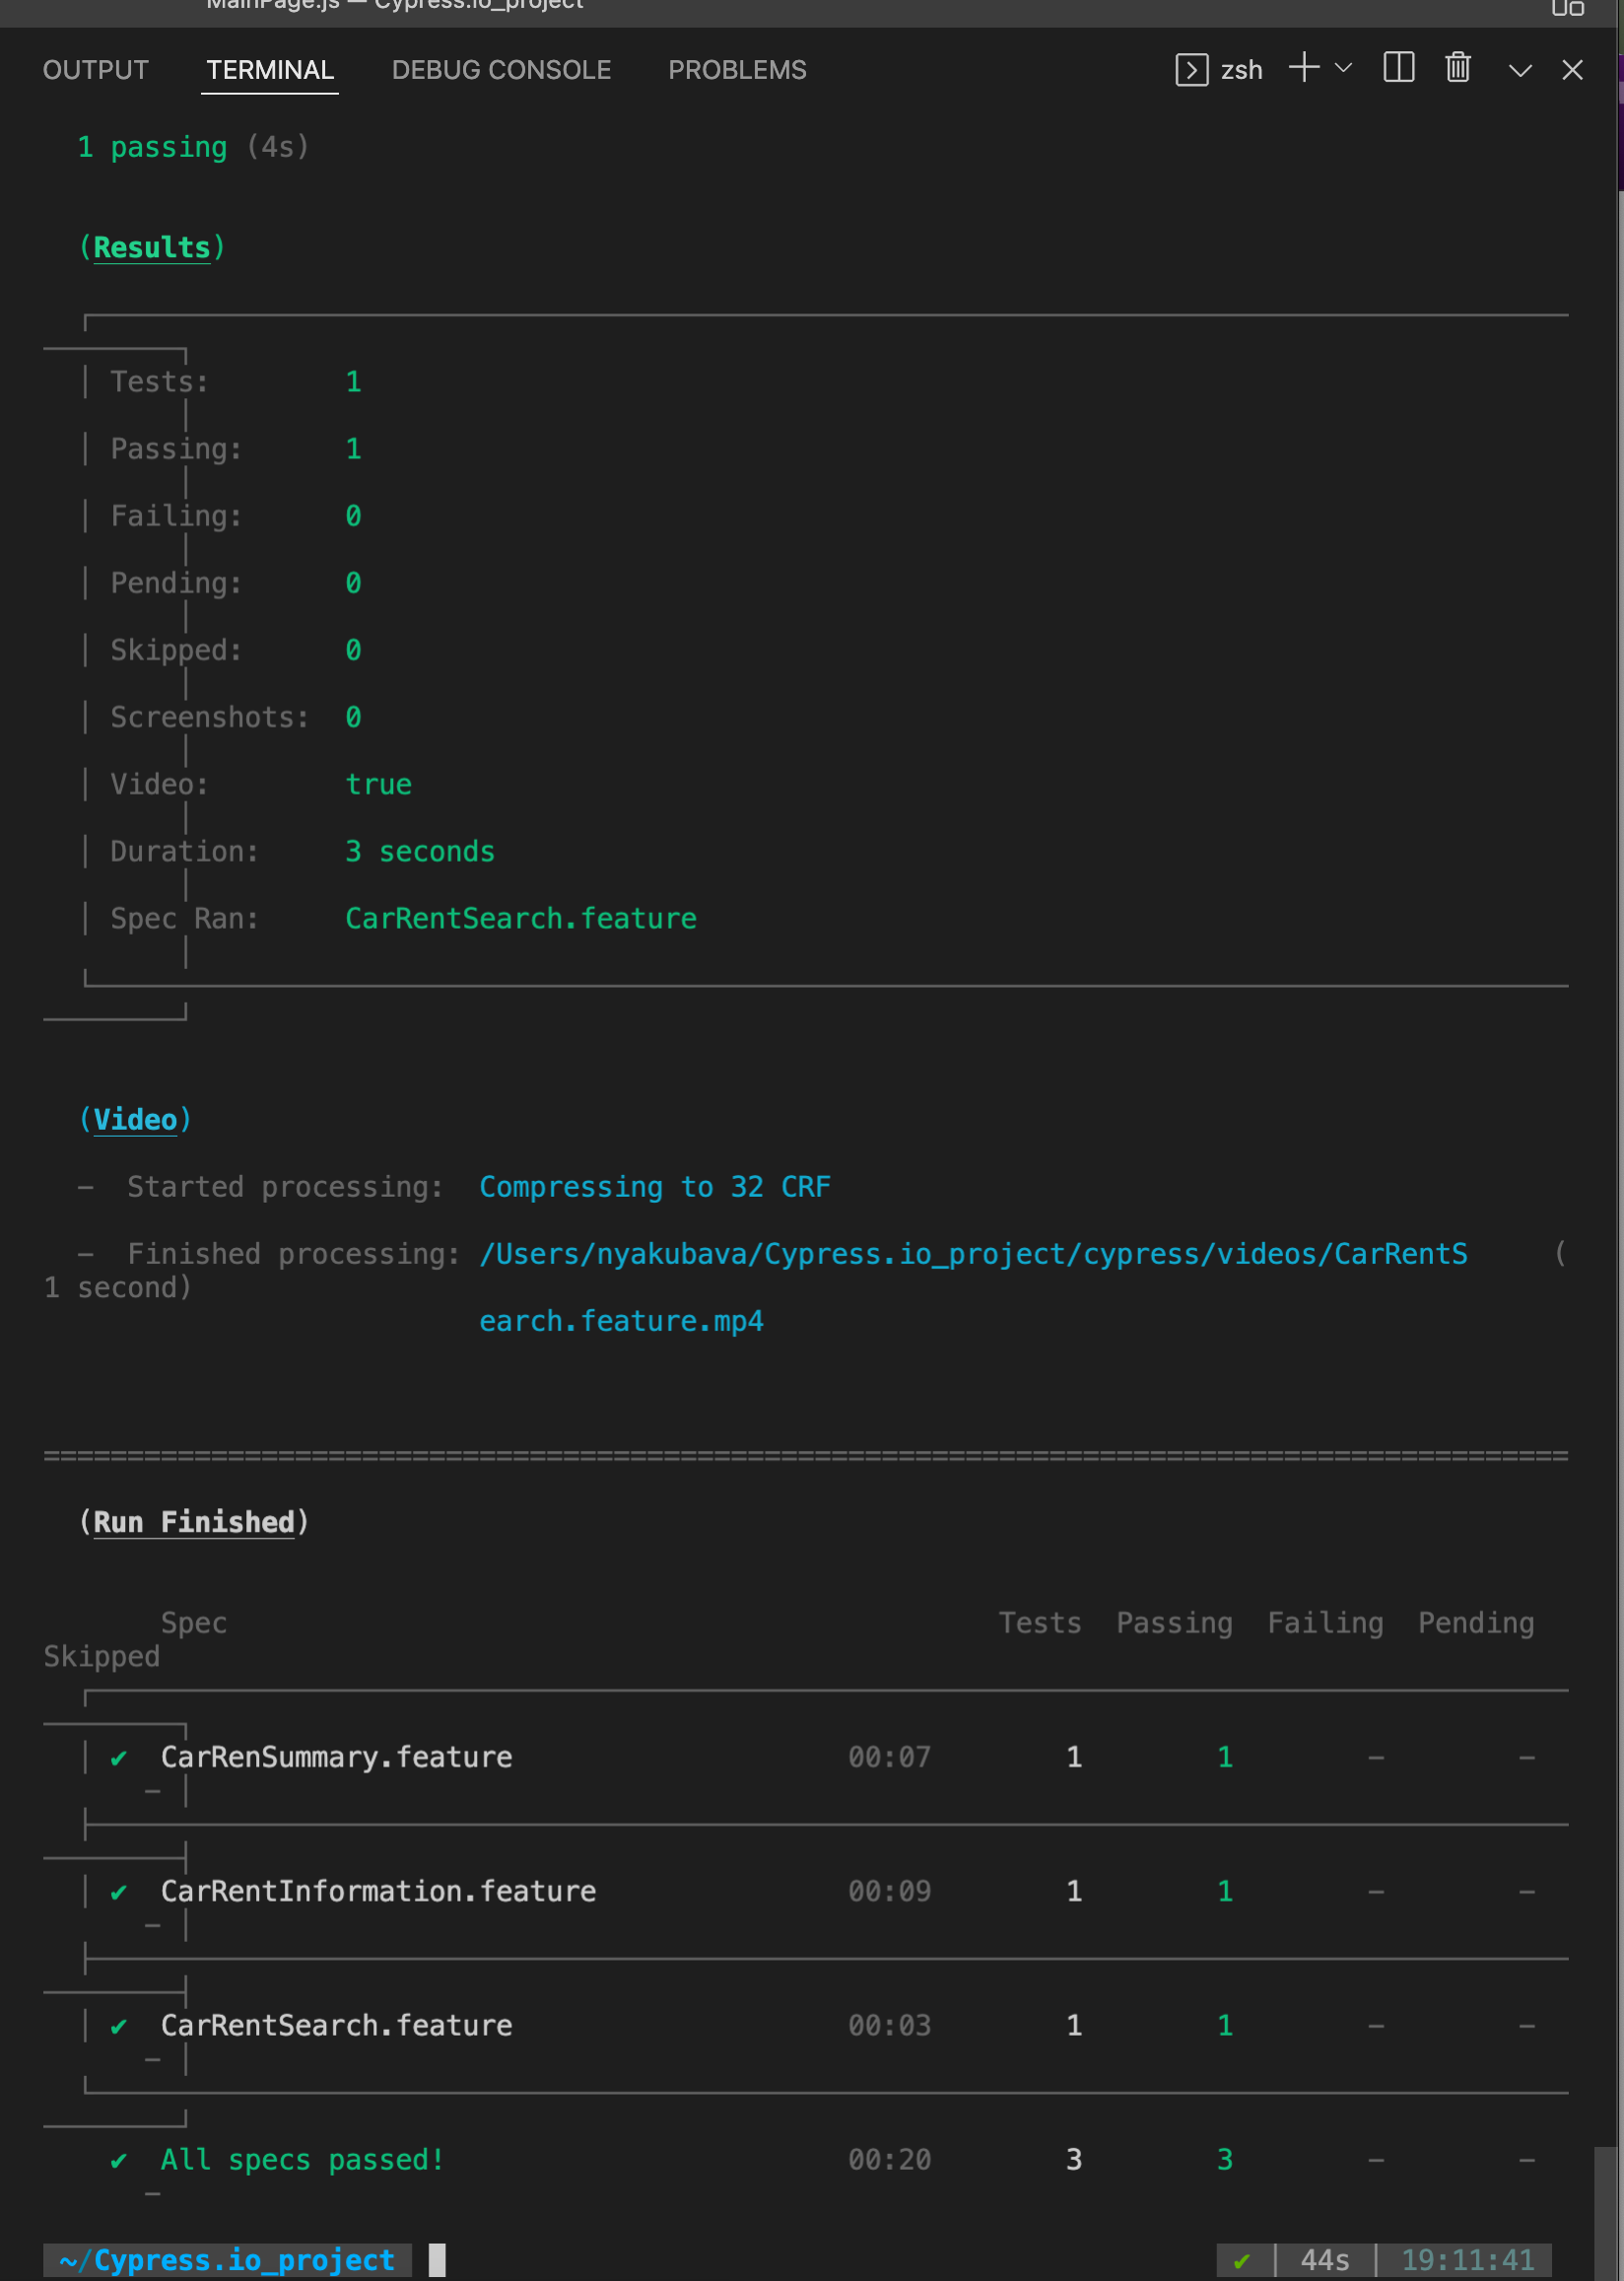 MainPage.js — Cypress.io_project
OUTPUT TERMINAL DEBUG CONSOLE PROBLEMS zsh
1 passing (4s)
(Results)
Tests: 1
Passing: 1
Failing: 0
Pending: 0
Skipped: 0
Screenshots: 0
Video: true
Duration: 3 seconds
Spec Ran: CarRentSearch.feature
(Video)
– Started processing: Compressing to 32 CRF
– Finished processing: /Users/nyakubava/Cypress.io_project/cypress/videos/CarRentS (
1 second)
earch.feature.mp4
===========================================================================================
(Run Finished)
Spec Tests Passing Failing Pending
Skipped
✔ CarRenSummary.feature 00:07 1 1 – –
–
✔ CarRentInformation.feature 00:09 1 1 – –
–
✔ CarRentSearch.feature 00:03 1 1 – –
–
✔ All specs passed! 00:20 3 3 – –
–
~/Cypress.io_project ✔ | 44s | 19:11:41